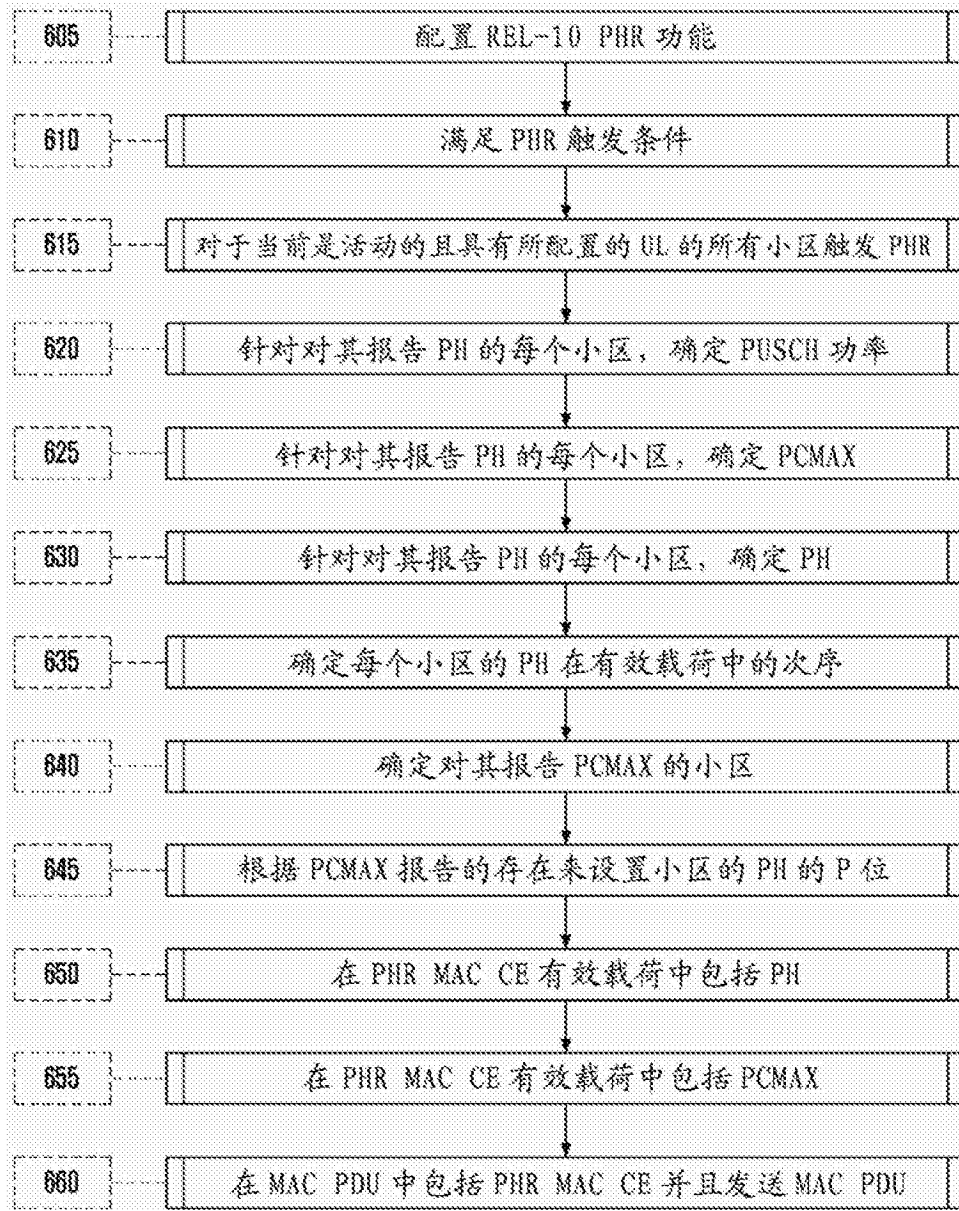 605 配置 REL-10 PHR 功能
610 满足 PHR 触发条件
615 对于当前是活动的且具有所配置的 UL 的所有小区触发 PHR
620 针对对其报告 PH 的每个小区，确定 PUSCH 功率
625 针对对其报告 PH 的每个小区，确定 PCMAX
630 针对对其报告 PH 的每个小区，确定 PH
635 确定每个小区的 PH 在有效载荷中的次序
640 确定对其报告 PCMAX 的小区
645 根据 PCMAX 报告的存在来设置小区的 PH 的 P 位
650 在 PHR MAC CE 有效载荷中包括 PH
655 在 PHR MAC CE 有效载荷中包括 PCMAX
660 在 MAC PDU 中包括 PHR MAC CE 并且发送 MAC PDU